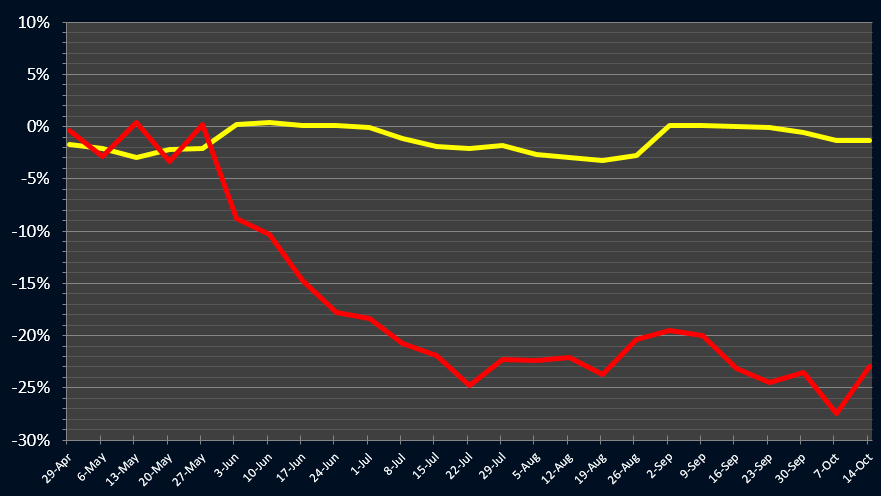 10%
5%
0%
-5%
-10%
-15%
-20%
-25%
-30%
29-Apr
6-May
13-May
20-May
27-May
3-Jun
10-Jun
17-Jun
24-Jun
1-Jul
8-Jul
15-Jul
22-Jul
29-Jul
5-Aug
12-Aug
19-Aug
26-Aug
2-Sep
9-Sep
16-Sep
23-Sep
30-Sep
7-Oct
14-Oct